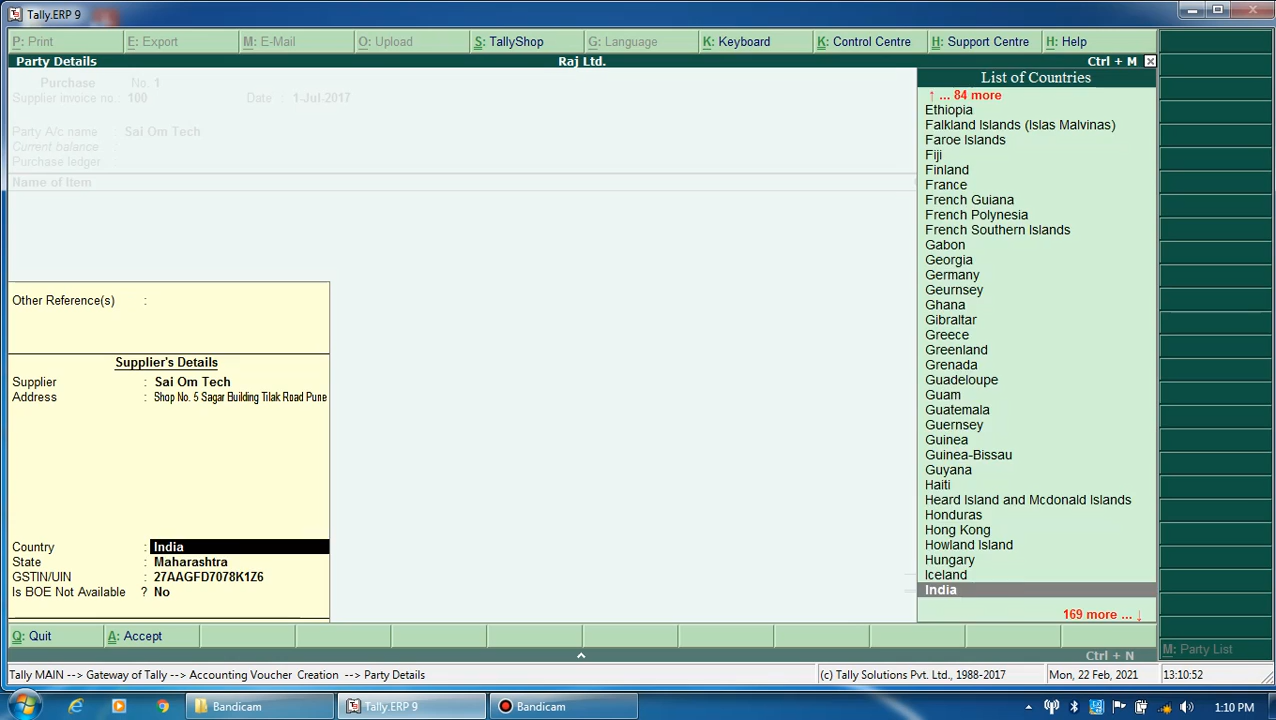 Tally.ERP 9
P: Print
E: Export
M: E-Mail
O: Upload
S: TallyShop
G: Language
K: Keyboard
K: Control Centre
H: Support Centre
H: Help
Party Details
Raj Ltd.
Ctrl + M
Purchase No. 1
Supplier invoice no.: 100 Date : 1-Jul-2017
Party A/c name : Sai Om Tech
Current balance :
Purchase ledger :
Name of Item
Other Reference(s) :
Supplier's Details
Supplier : Sai Om Tech
Address : Shop No. 5 Sagar Building Tilak Road Pune
Country : India
State : Maharashtra
GSTIN/UIN : 27AAGFD7078K1Z6
Is BOE Not Available ? No
List of Countries
↑ ... 84 more
Ethiopia
Falkland Islands (Islas Malvinas)
Faroe Islands
Fiji
Finland
France
French Guiana
French Polynesia
French Southern Islands
Gabon
Georgia
Germany
Geurnsey
Ghana
Gibraltar
Greece
Greenland
Grenada
Guadeloupe
Guam
Guatemala
Guernsey
Guinea
Guinea-Bissau
Guyana
Haiti
Heard Island and Mcdonald Islands
Honduras
Hong Kong
Howland Island
Hungary
Iceland
India
169 more ... ↓
Q: Quit
A: Accept
M: Party List
Ctrl + N
Tally MAIN --> Gateway of Tally --> Accounting Voucher Creation --> Party Details
(c) Tally Solutions Pvt. Ltd., 1988-2017
Mon, 22 Feb, 2021
13:10:52
Bandicam
Tally.ERP 9
Bandicam
1:10 PM